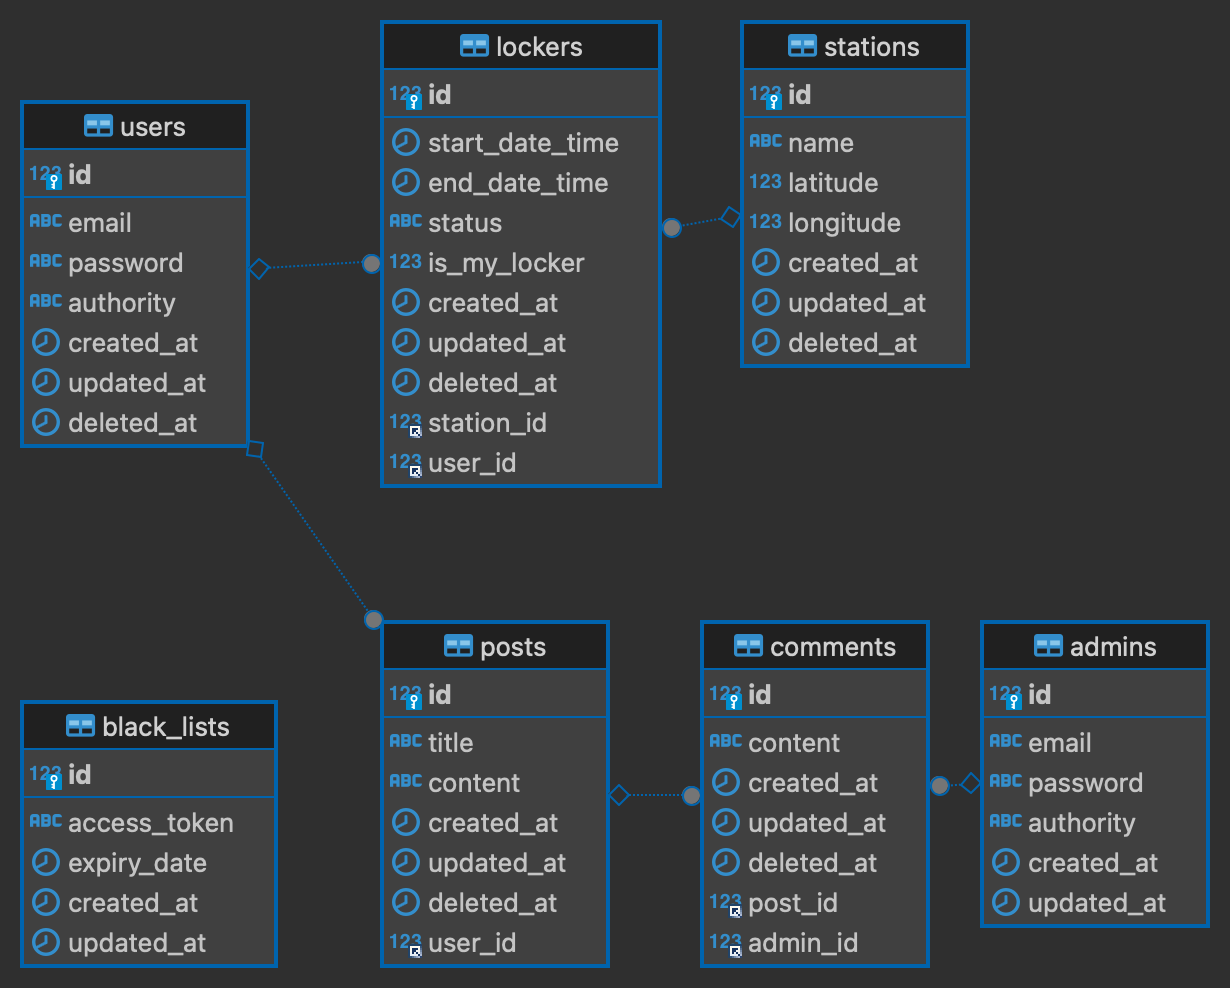 users
123 id
ABC email
ABC password
ABC authority
created_at
updated_at
deleted_at
lockers
123 id
start_date_time
end_date_time
ABC status
123 is_my_locker
created_at
updated_at
deleted_at
123 station_id
123 user_id
stations
123 id
ABC name
123 latitude
123 longitude
created_at
updated_at
deleted_at
black_lists
123 id
ABC access_token
expiry_date
created_at
updated_at
posts
123 id
ABC title
ABC content
created_at
updated_at
deleted_at
123 user_id
comments
123 id
ABC content
created_at
updated_at
deleted_at
123 post_id
123 admin_id
admins
123 id
ABC email
ABC password
ABC authority
created_at
updated_at